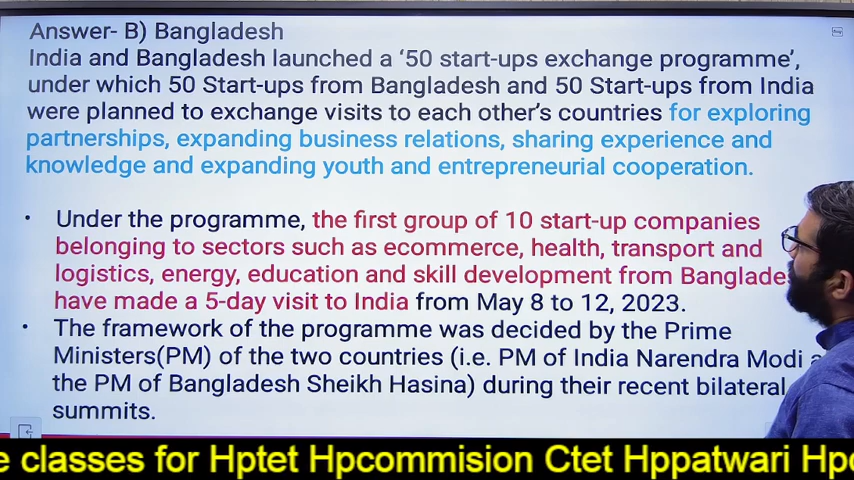 Answer- B) Bangladesh
India and Bangladesh launched a ‘50 start-ups exchange programme’,
under which 50 Start-ups from Bangladesh and 50 Start-ups from India
were planned to exchange visits to each other’s countries for exploring
partnerships, expanding business relations, sharing experience and
knowledge and expanding youth and entrepreneurial cooperation.
• Under the programme, the first group of 10 start-up companies
belonging to sectors such as ecommerce, health, transport and
logistics, energy, education and skill development from Banglade
have made a 5-day visit to India from May 8 to 12, 2023.
• The framework of the programme was decided by the Prime
Ministers(PM) of the two countries (i.e. PM of India Narendra Modi a
the PM of Bangladesh Sheikh Hasina) during their recent bilateral
summits.
e classes for Hptet Hpcommision Ctet Hppatwari Hpc